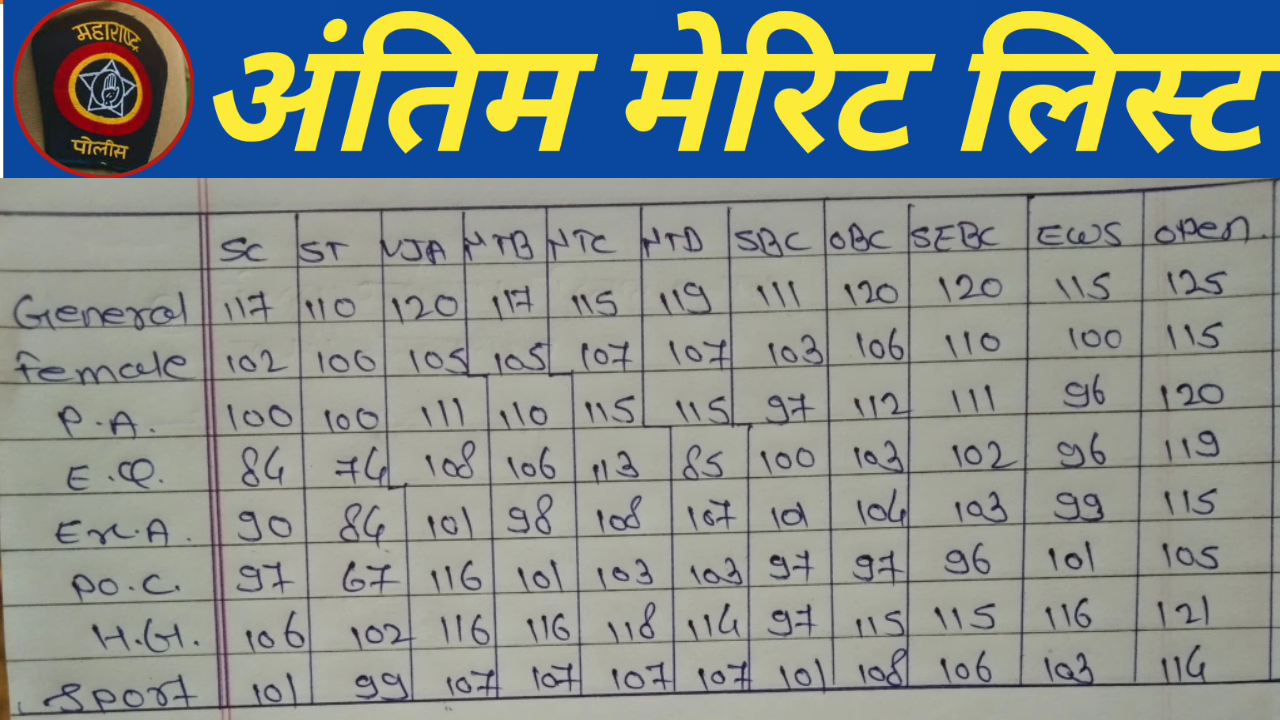 महाराष्ट्र
पोलीस
अंतिम मेरिट लिस्ट
SC ST VJA NTB NTC NTD SBC OBC SEBC EWS open.
General 117 110 120 117 115 119 111 120 120 115 125
female 102 100 105 105 107 107 103 106 110 100 115
P.A. 100 100 111 110 115 115 97 112 111 96 120
E.Q. 84 74 108 106 113 85 100 103 102 96 119
Ex.A. 90 84 101 98 108 107 101 104 103 99 115
PO.C. 97 67 116 101 103 103 97 97 96 101 105
H.G. 106 102 116 116 118 114 97 115 115 116 121
Sport 101 99 107 107 107 107 101 108 106 103 114